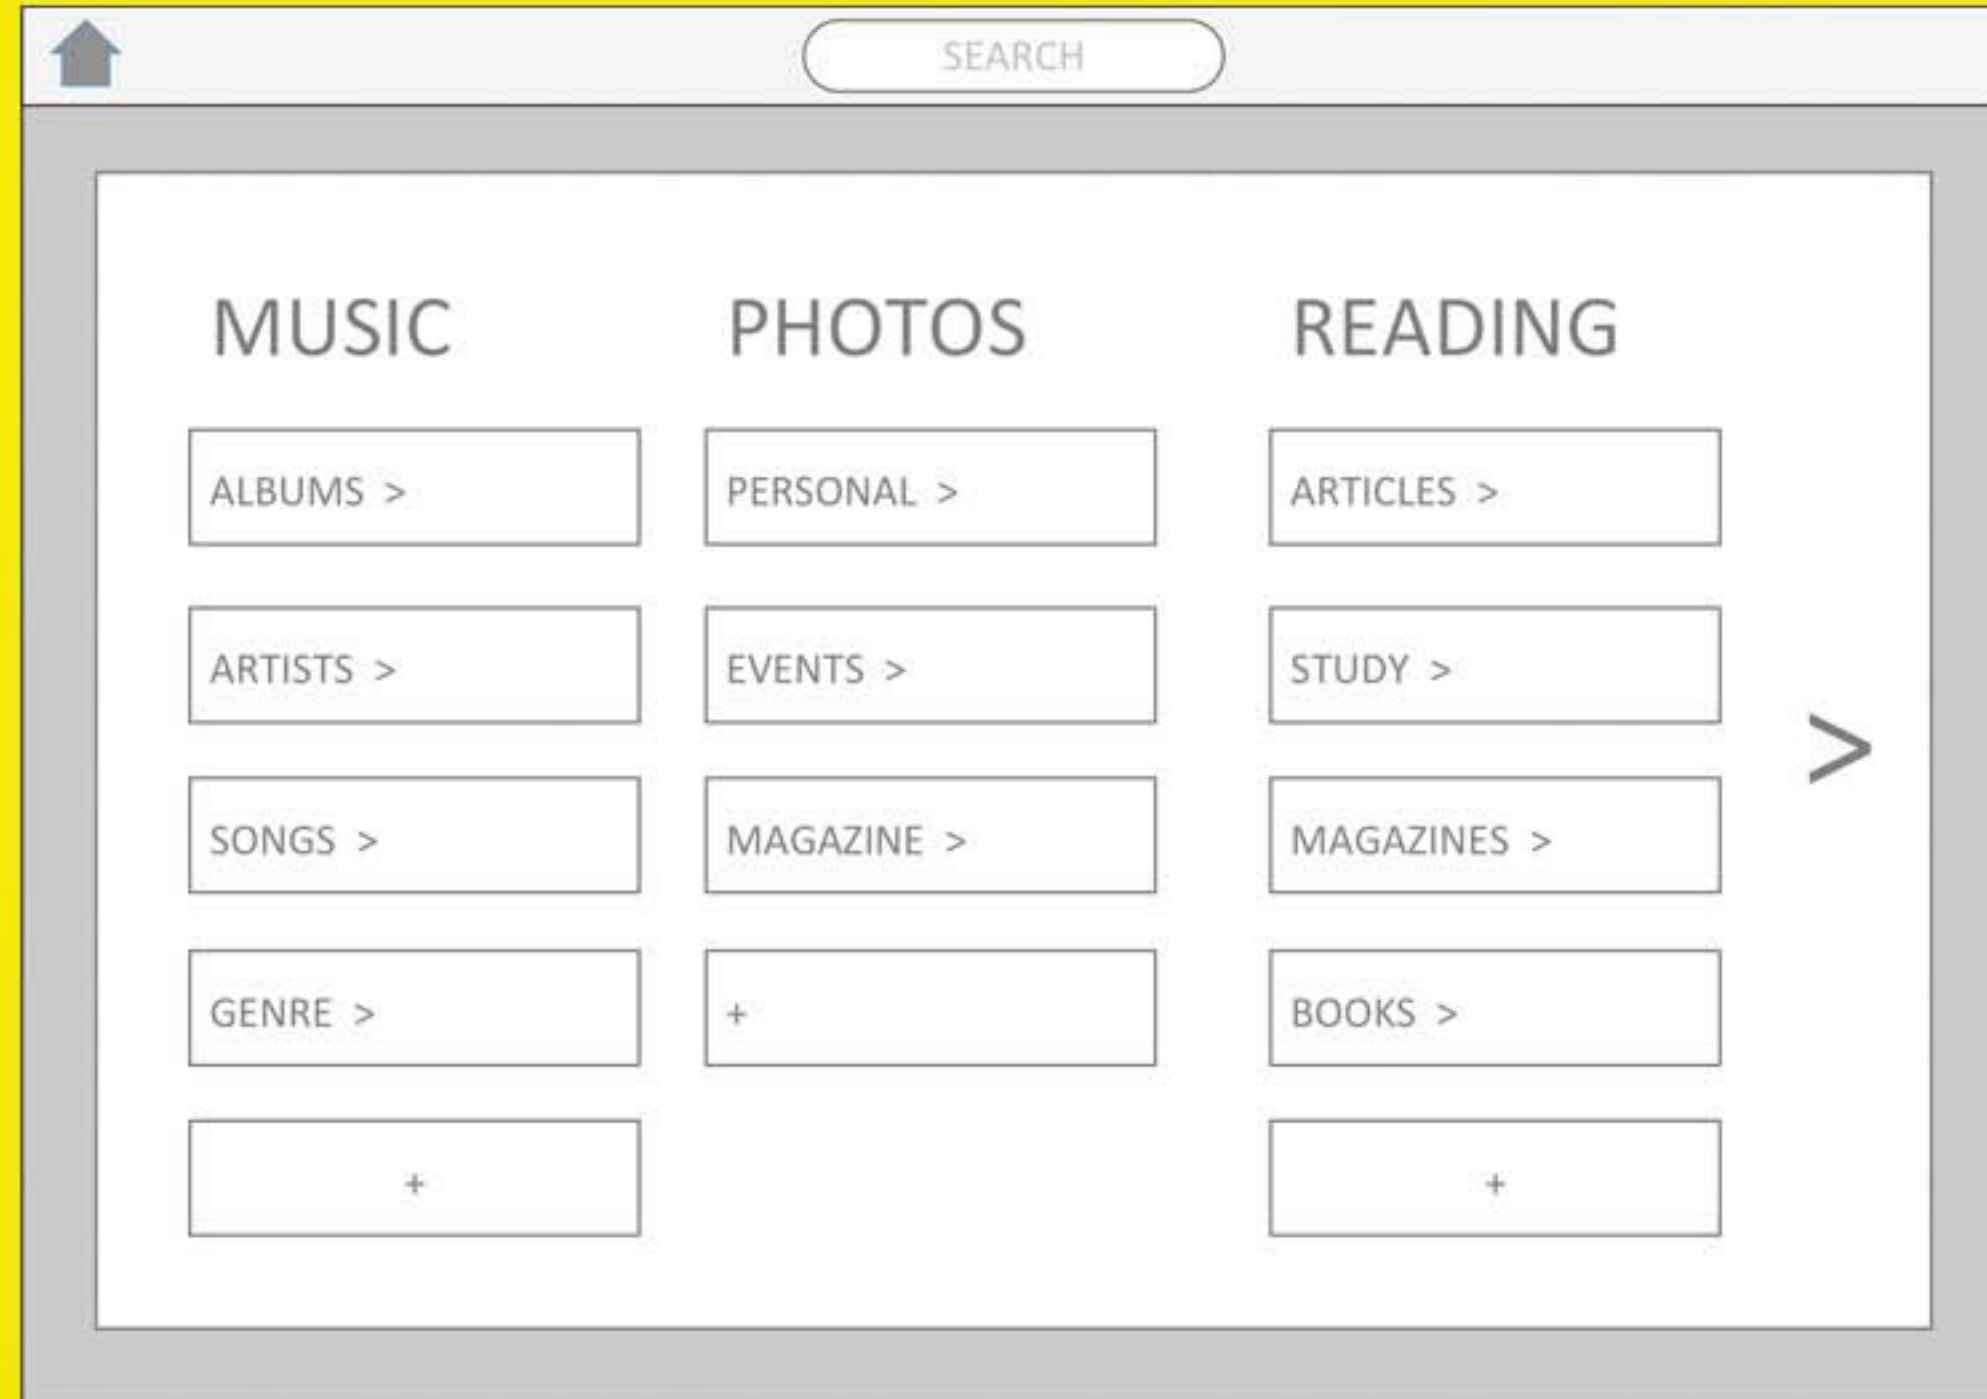 SEARCH
MUSIC
ALBUMS >
ARTISTS >
SONGS >
GENRE >
+
PHOTOS
PERSONAL >
EVENTS >
MAGAZINE >
+
READING
ARTICLES >
STUDY >
MAGAZINES >
BOOKS >
+
>